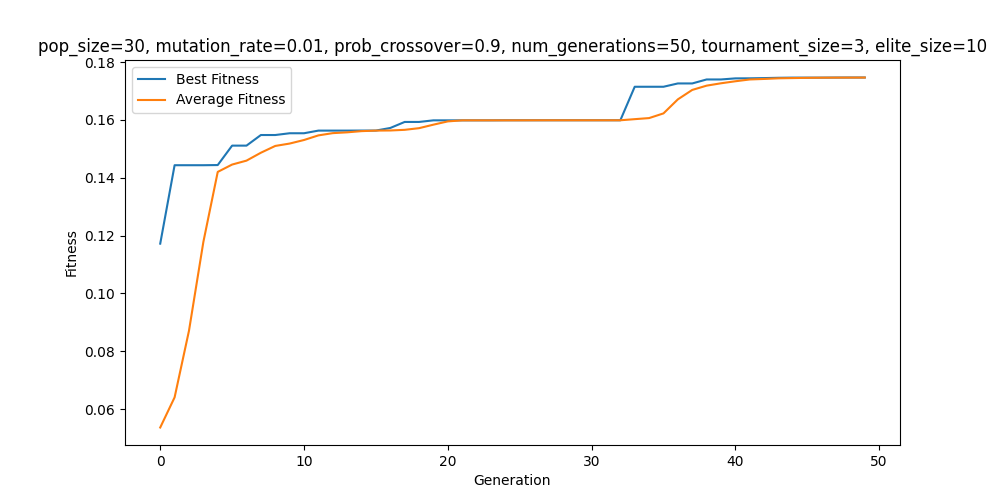 pop_size=30, mutation_rate=0.01, prob_crossover=0.9, num_generations=50, tournament_size=3, elite_size=10
Best Fitness
Average Fitness
0.18
0.16
0.14
0.12
0.10
0.08
0.06
Fitness
0 10 20 30 40 50
Generation